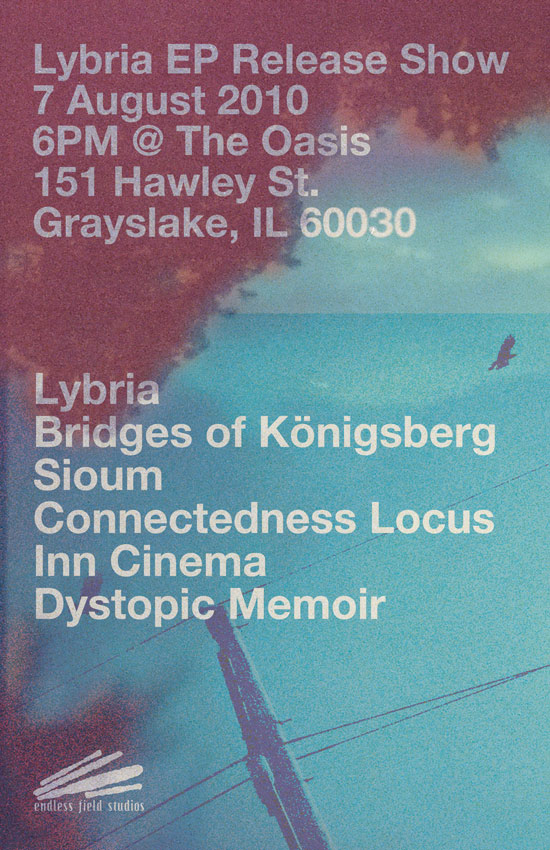 Lybria EP Release Show
7 August 2010
6PM @ The Oasis
151 Hawley St.
Grayslake, IL 60030
Lybria
Bridges of Königsberg
Sioum
Connectedness Locus
Inn Cinema
Dystopic Memoir
endless field studios